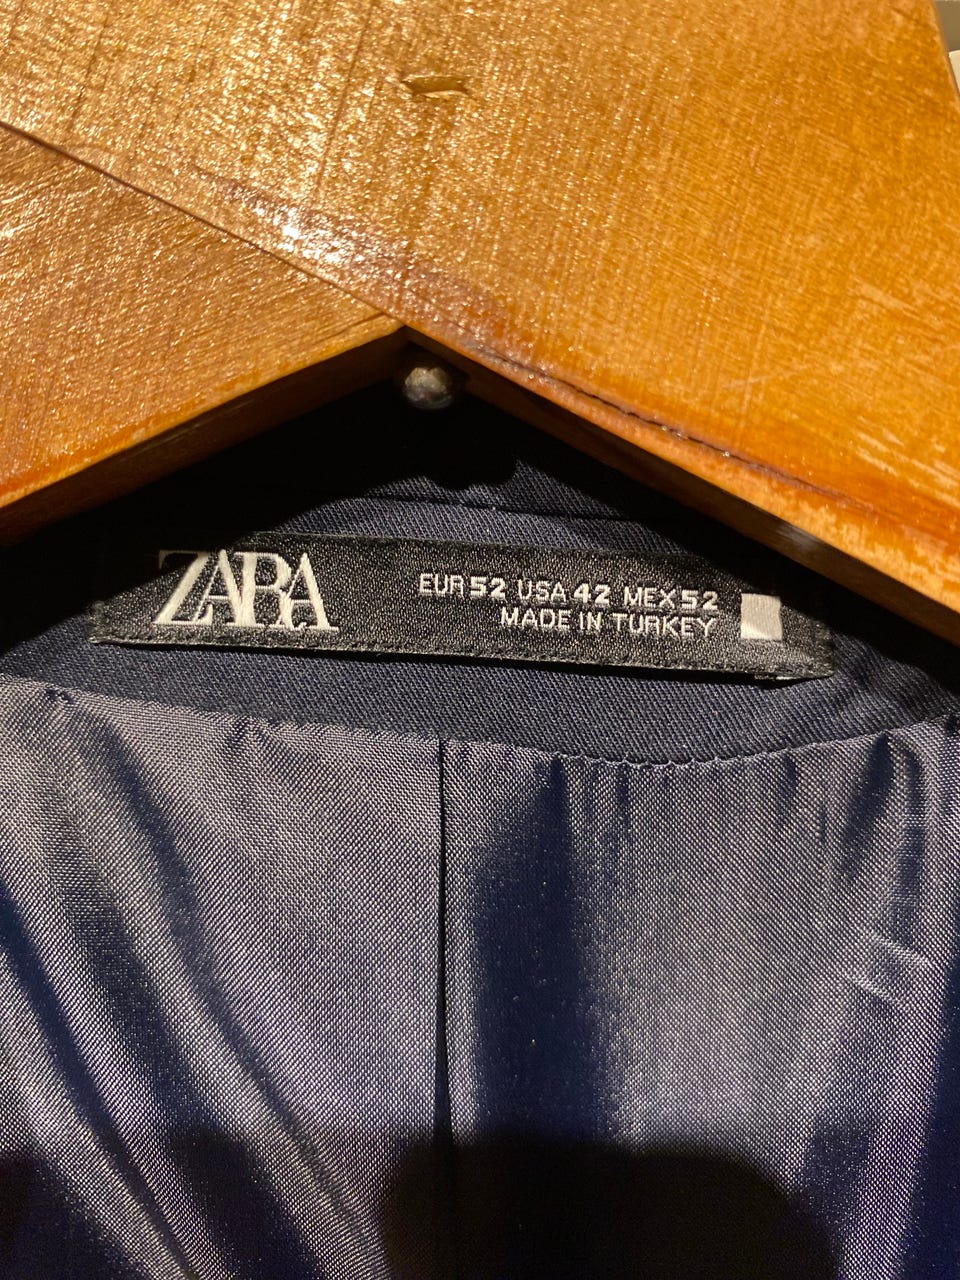 ZARA
EUR 52 USA 42 MEX 52
MADE IN TURKEY